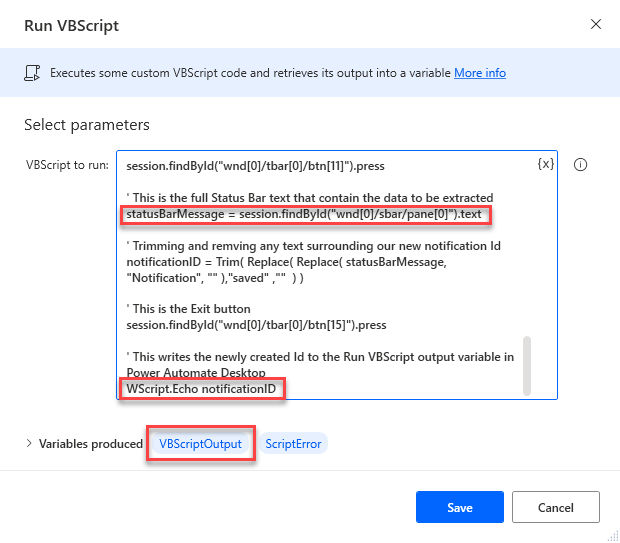 Run VBScript
Executes some custom VBScript code and retrieves its output into a variable More info
Select parameters
VBScript to run:
session.findById("wnd[0]/tbar[0]/btn[11]").press
{x}
' This is the full Status Bar text that contain the data to be extracted
statusBarMessage = session.findById("wnd[0]/sbar/pane[0]").text
' Trimming and remving any text surrounding our new notification Id
notificationID = Trim( Replace( Replace( statusBarMessage,
"Notification", "" ),"saved" ,""  ) )
' This is the Exit button
session.findById("wnd[0]/tbar[0]/btn[15]").press
' This writes the newly created Id to the Run VBScript output variable in
Power Automate Desktop
WScript.Echo notificationID
Variables produced VBScriptOutput ScriptError
Save Cancel